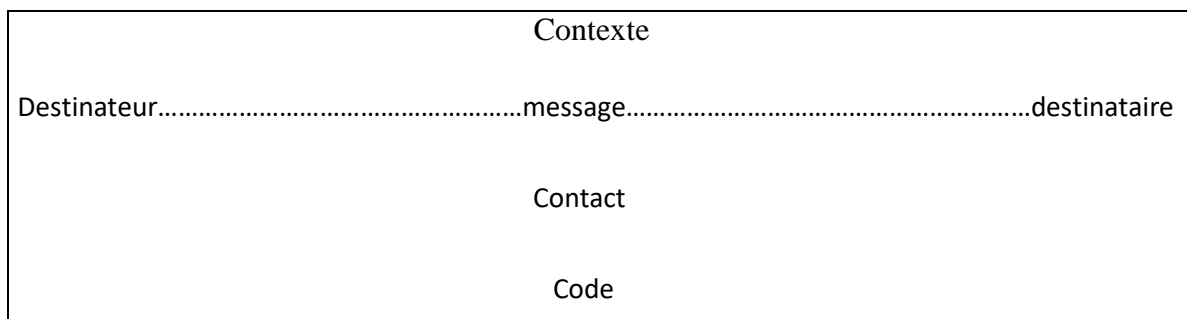 Contexte
Destinateur………………………………………………message……………………………………………………destinataire
Contact
Code